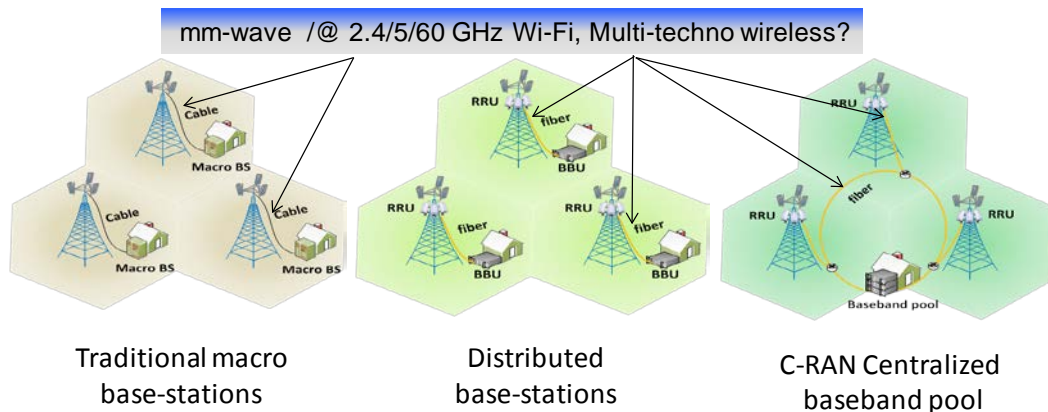 mm-wave /@ 2.4/5/60 GHz Wi-Fi, Multi-techno wireless?
Cable
Macro BS
Cable
Macro BS
Cable
Macro BS
RRU
fiber
BBU
RRU
fiber
BBU
RRU
fiber
BBU
RRU
fiber
RRU
RRU
Baseband pool
Traditional macro
base-stations
Distributed
base-stations
C-RAN Centralized
baseband pool